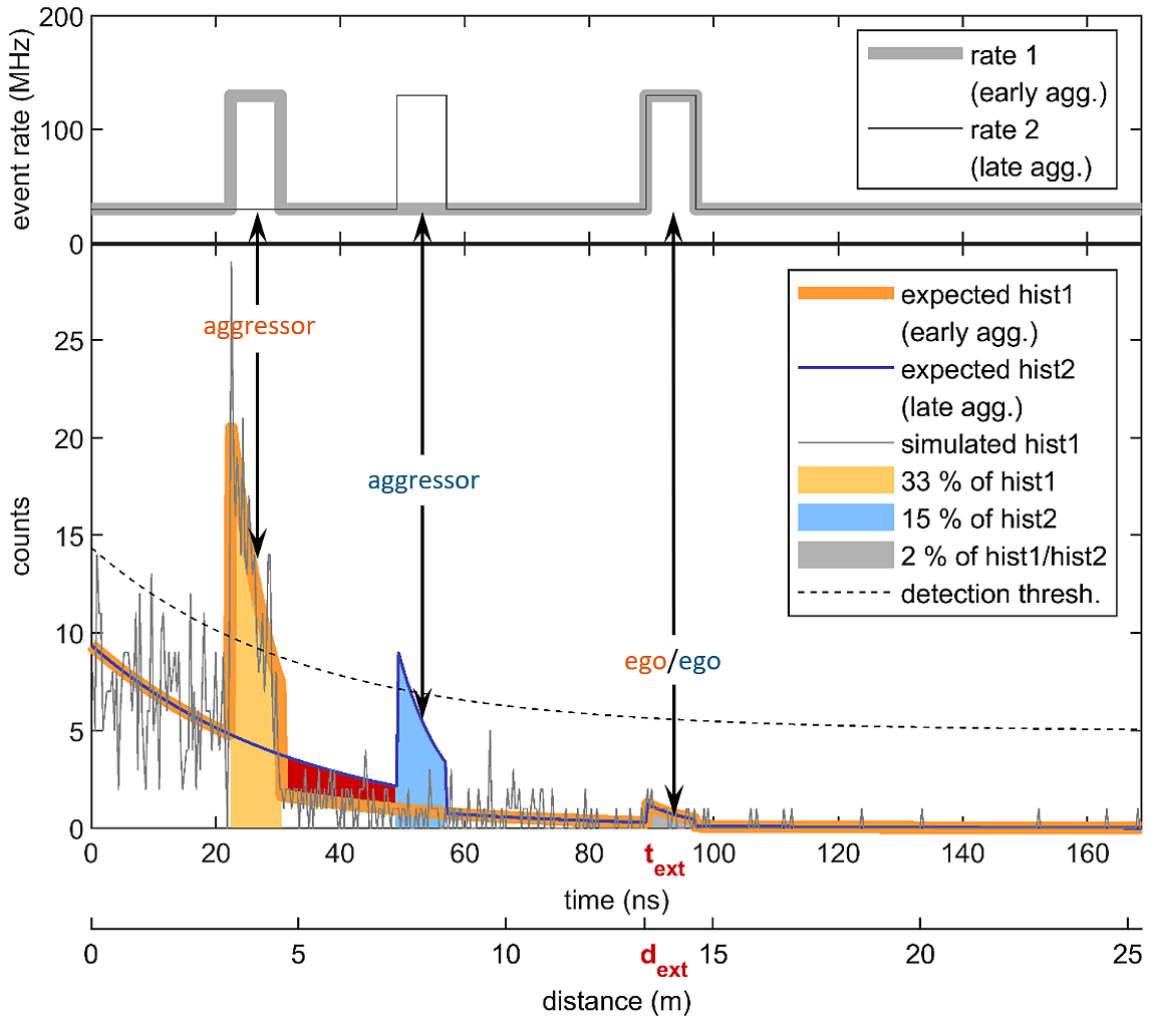 200
100
0
event rate (MHz)
rate 1
(early agg.)
rate 2
(late agg.)
25
20
15
10
5
0
counts
aggressor
aggressor
ego/ego
expected hist1
(early agg.)
expected hist2
(late agg.)
simulated hist1
33 % of hist1
15 % of hist2
2 % of hist1/hist2
detection thresh.
0 20 40 60 80 t_ext 100 120 140 160
time (ns)
0 5 10 d_ext 15 20 25
distance (m)